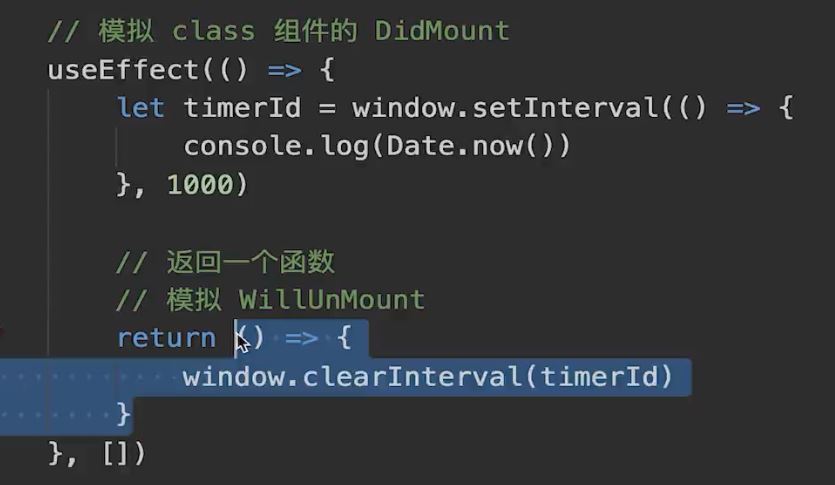 // 模拟 class 组件的 DidMount
useEffect(() => {
let timerId = window.setInterval(() => {
console.log(Date.now())
}, 1000)
// 返回一个函数
// 模拟 WillUnMount
return () => {
window.clearInterval(timerId)
}
}, [])